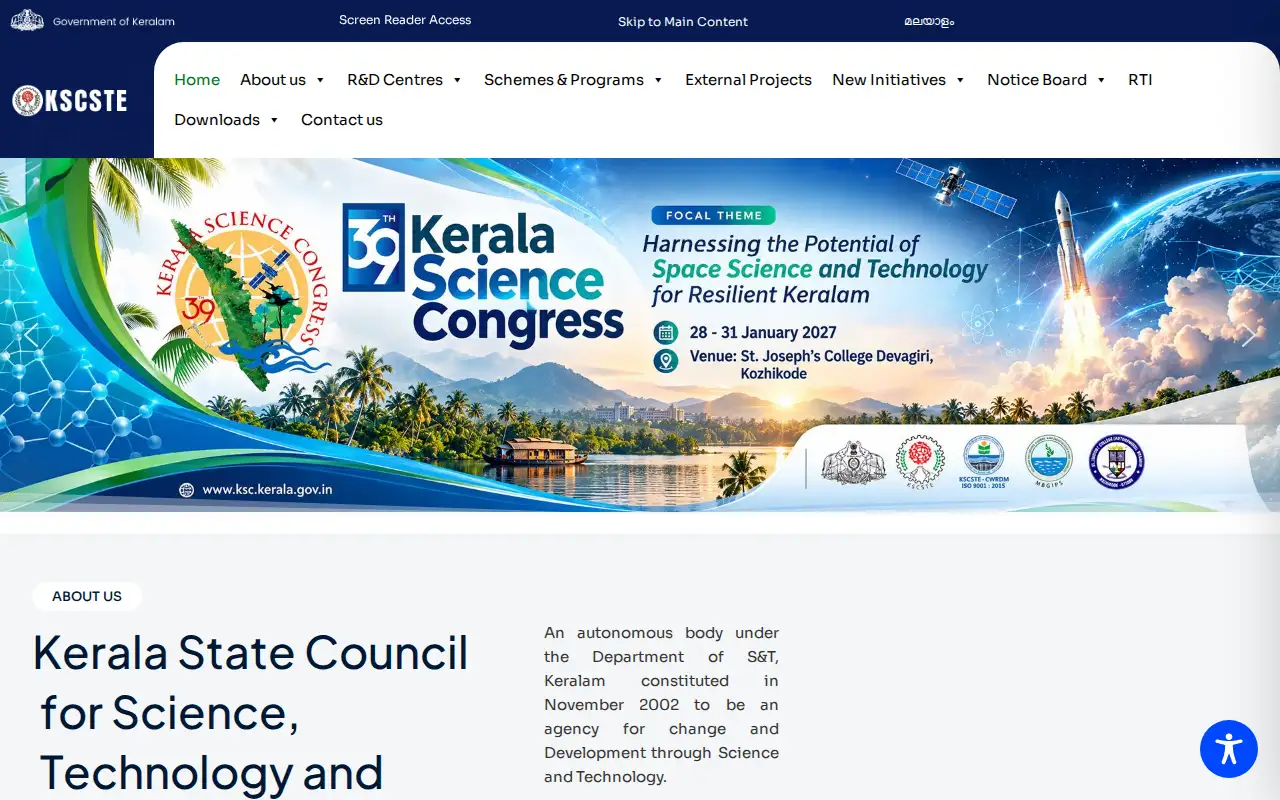 Government of Keralam
Screen Reader Access
Skip to Main Content
മലയാളം
KSCSTE
Home
About us
R&D Centres
Schemes & Programs
External Projects
New Initiatives
Notice Board
RTI
Downloads
Contact us
KERALA SCIENCE CONGRESS
39TH
39TH
Kerala
Science
Congress
FOCAL THEME
Harnessing the Potential of
Space Science and Technology
for Resilient Keralam
28 - 31 January 2027
Venue: St. Joseph's College Devagiri,
Kozhikode
www.ksc.kerala.gov.in
KSCSTE
KSCSTE - CWRDM
ISO 9001 : 2015
MBGIPS
ABOUT US
Kerala State Council
for Science,
Technology and
An autonomous body under
the Department of S&T,
Keralam constituted in
November 2002 to be an
agency for change and
Development through Science
and Technology.